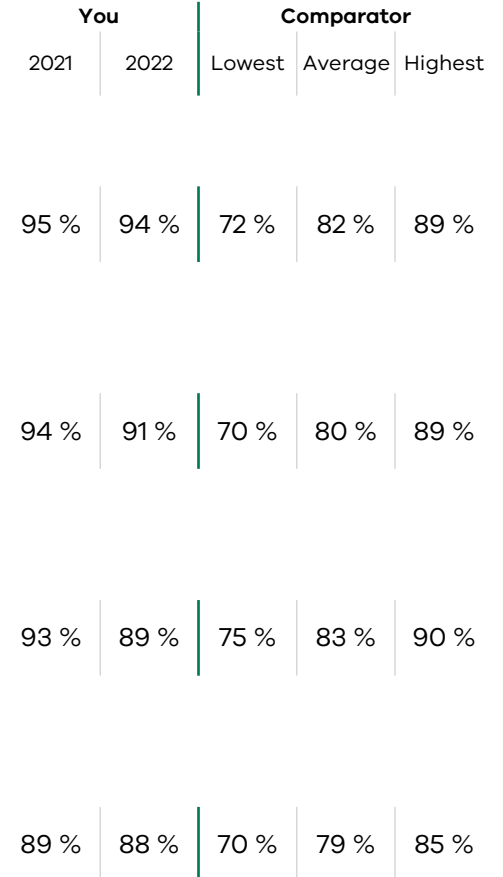 You Comparator
2021 2022 Lowest Average Highest
95 % 94 % 72 % 82 % 89 %
94 % 91 % 70 % 80 % 89 %
93 % 89 % 75 % 83 % 90 %
89 % 88 % 70 % 79 % 85 %